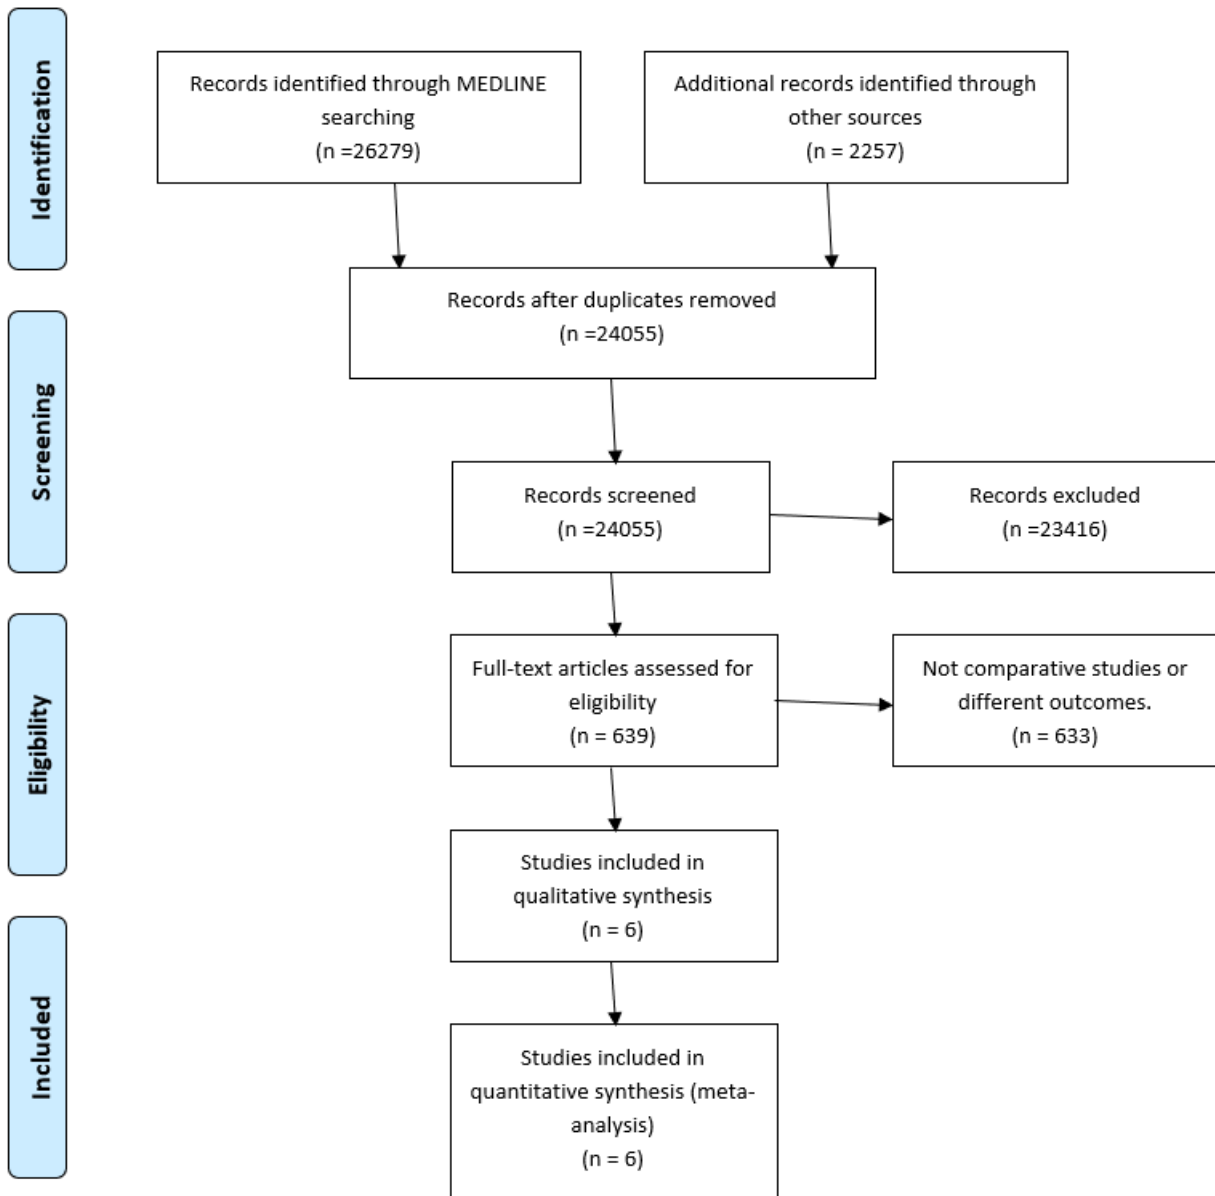 Identification
Records identified through MEDLINE
searching
(n =26279)
Additional records identified through
other sources
(n = 2257)
Records after duplicates removed
(n =24055)
Screening
Records screened
(n =24055)
Records excluded
(n =23416)
Eligibility
Full-text articles assessed for
eligibility
(n = 639)
Not comparative studies or
different outcomes.
(n = 633)
Studies included in
qualitative synthesis
(n = 6)
Included
Studies included in
quantitative synthesis (meta-
analysis)
(n = 6)